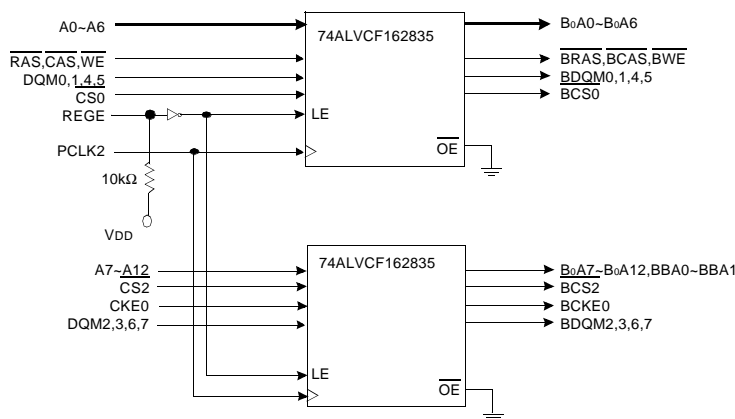 A0~A6
74ALVCF162835
B₀A0~B₀A6
RAS,CAS,WE
BRAS,BCAS,BWE
DQM0,1,4,5
BDQM0,1,4,5
CS0
BCS0
REGE
LE
PCLK2
OE
10kΩ
VDD
74ALVCF162835
A7~A12
B₀A7~B₀A12,BBA0~BBA1
CS2
BCS2
CKE0
BCKE0
DQM2,3,6,7
BDQM2,3,6,7
LE
OE